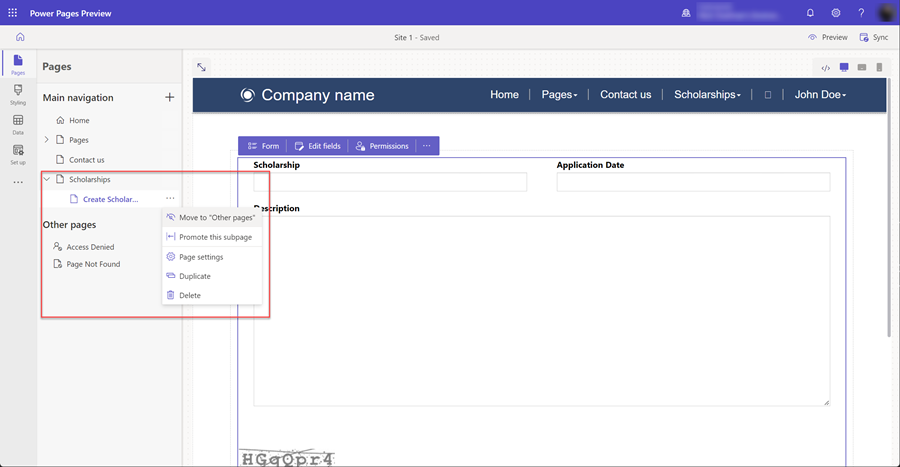 Power Pages Preview
Site 1 - Saved
Preview
Sync
Pages
Styling
Data
Set up
Pages
Main navigation
Home
Pages
Contact us
Scholarships
Create Scholar...
Other pages
Access Denied
Page Not Found
Move to "Other pages"
Promote this subpage
Page settings
Duplicate
Delete
Company name
Home
Pages
Contact us
Scholarships
John Doe
Form
Edit fields
Permissions
Scholarship
Application Date
Description